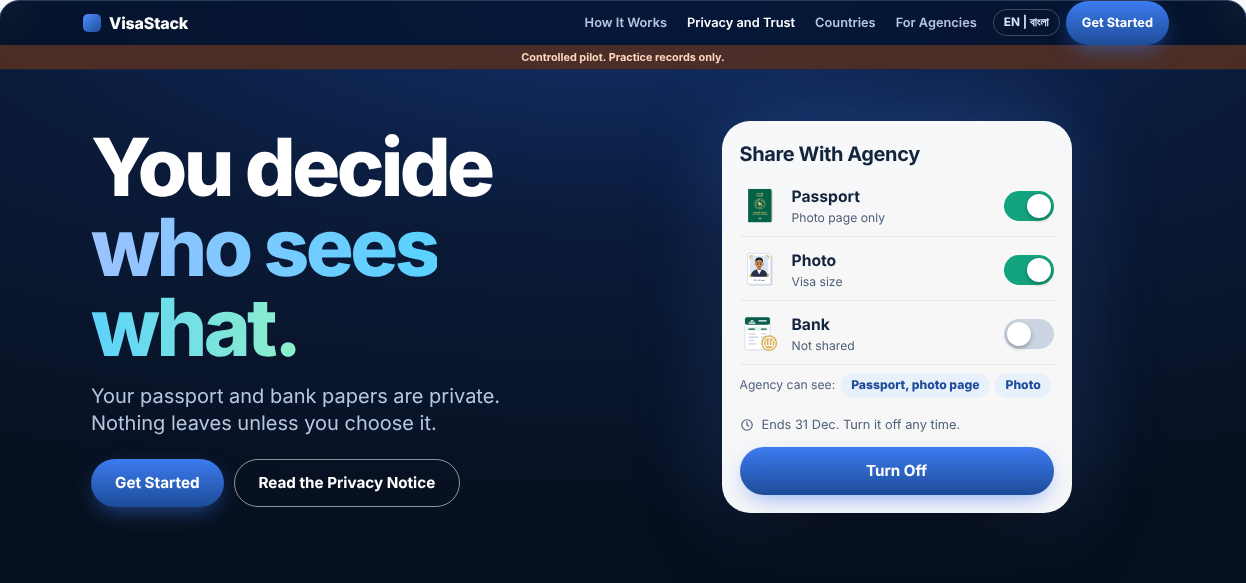 VisaStack
How It Works
Privacy and Trust
Countries
For Agencies
EN | বাংলা
Get Started
Controlled pilot. Practice records only.
You decide
who sees
what.
Your passport and bank papers are private.
Nothing leaves unless you choose it.
Get Started
Read the Privacy Notice
Share With Agency
Passport
Photo page only
Photo
Visa size
Bank
Not shared
Agency can see:
Passport, photo page
Photo
Ends 31 Dec. Turn it off any time.
Turn Off